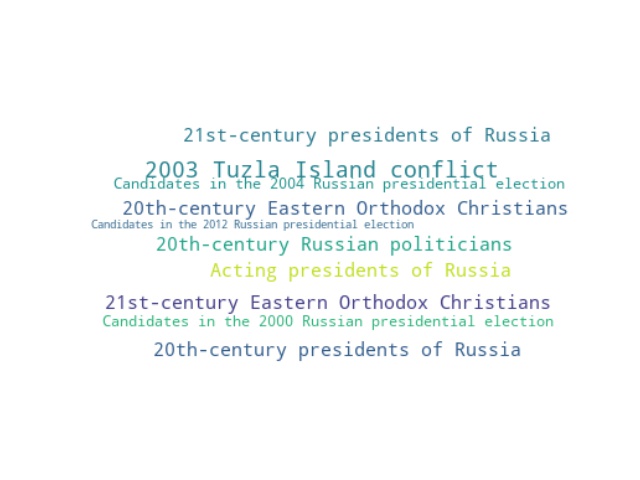 21st-century presidents of Russia
2003 Tuzla Island conflict
Candidates in the 2004 Russian presidential election
20th-century Eastern Orthodox Christians
Candidates in the 2012 Russian presidential election
20th-century Russian politicians
Acting presidents of Russia
21st-century Eastern Orthodox Christians
Candidates in the 2000 Russian presidential election
20th-century presidents of Russia